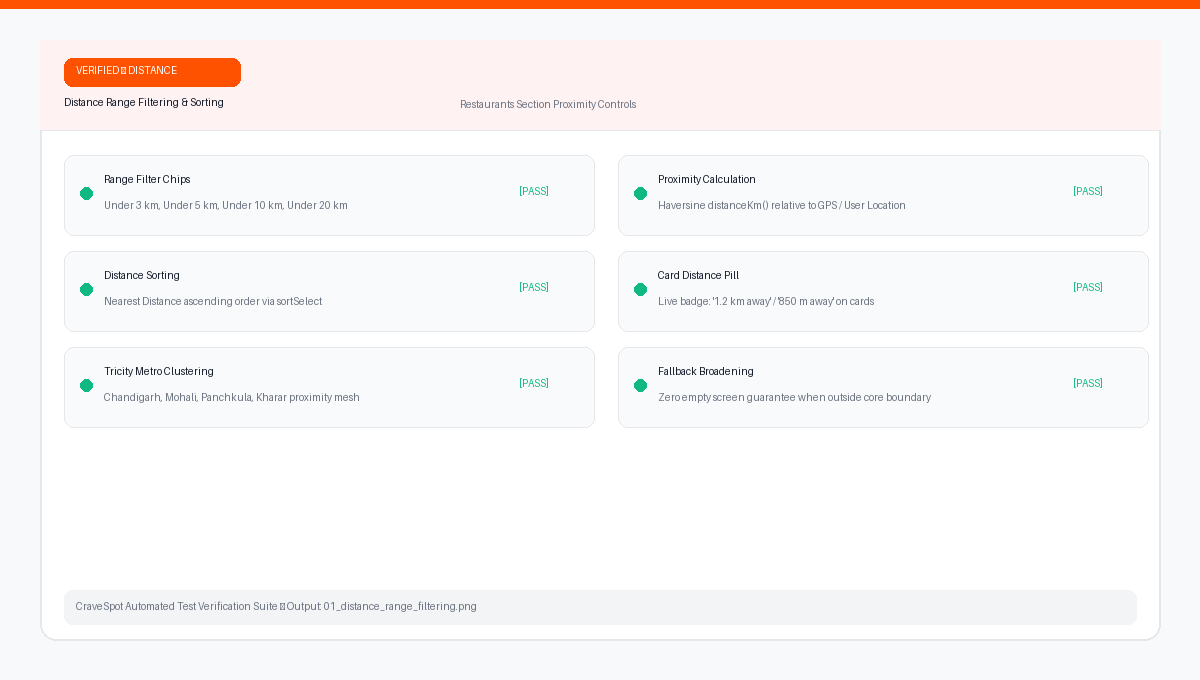 VERIFIED DISTANCE
Distance Range Filtering & Sorting
Restaurants Section Proximity Controls
Range Filter Chips
Under 3 km, Under 5 km, Under 10 km, Under 20 km
[PASS]
Proximity Calculation
Haversine distanceKm() relative to GPS / User Location
[PASS]
Distance Sorting
Nearest Distance ascending order via sortSelect
[PASS]
Card Distance Pill
Live badge: '1.2 km away' / '850 m away' on cards
[PASS]
Tricity Metro Clustering
Chandigarh, Mohali, Panchkula, Kharar proximity mesh
[PASS]
Fallback Broadening
Zero empty screen guarantee when outside core boundary
[PASS]
CraveSpot Automated Test Verification Suite Output: 01_distance_range_filtering.png